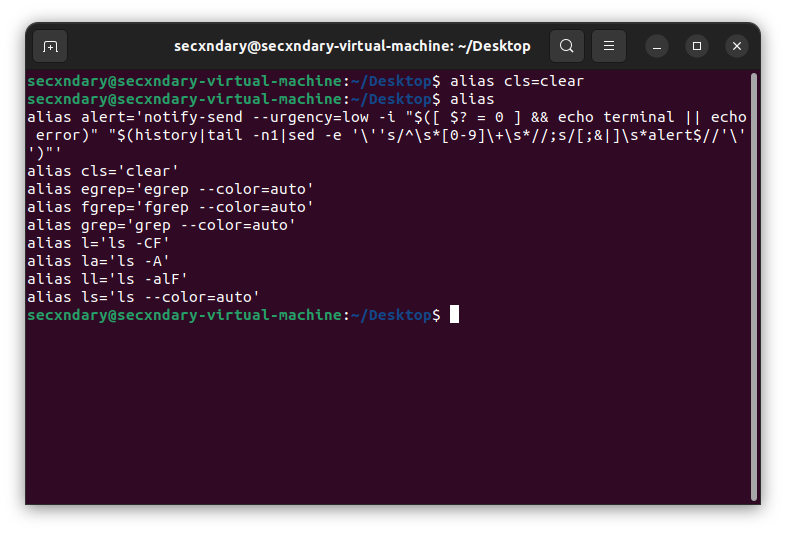 secxndary@secxndary-virtual-machine: ~/Desktop
secxndary@secxndary-virtual-machine:~/Desktop$ alias cls=clear
secxndary@secxndary-virtual-machine:~/Desktop$ alias
alias alert='notify-send --urgency=low -i "$([ $? = 0 ] && echo terminal || echo
 error)" "$(history|tail -n1|sed -e '\''s/^\s*[0-9]\+\s*//;s/[;&|]\s*alert$//'\'
')"'
alias cls='clear'
alias egrep='egrep --color=auto'
alias fgrep='fgrep --color=auto'
alias grep='grep --color=auto'
alias l='ls -CF'
alias la='ls -A'
alias ll='ls -alF'
alias ls='ls --color=auto'
secxndary@secxndary-virtual-machine:~/Desktop$